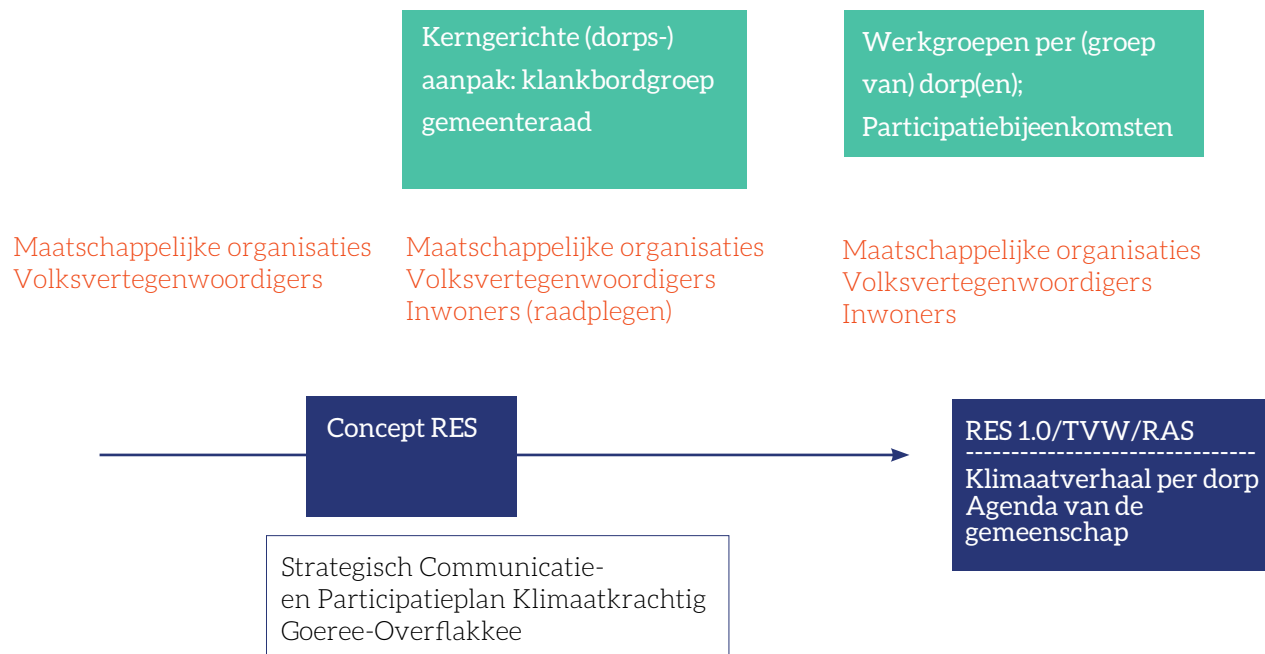 Kerngerichte (dorps-)
aanpak: klankbordgroep
gemeenteraad
Werkgroepen per (groep
van) dorp(en);
Participatiebijeenkomsten
Maatschappelijke organisaties
Volksvertegenwoordigers
Maatschappelijke organisaties
Volksvertegenwoordigers
Inwoners (raadplegen)
Maatschappelijke organisaties
Volksvertegenwoordigers
Inwoners
Concept RES
RES 1.0/TVW/RAS
--------------------------------
Klimaatverhaal per dorp
Agenda van de
gemeenschap
Strategisch Communicatie-
en Participatieplan Klimaatkrachtig
Goeree-Overflakkee